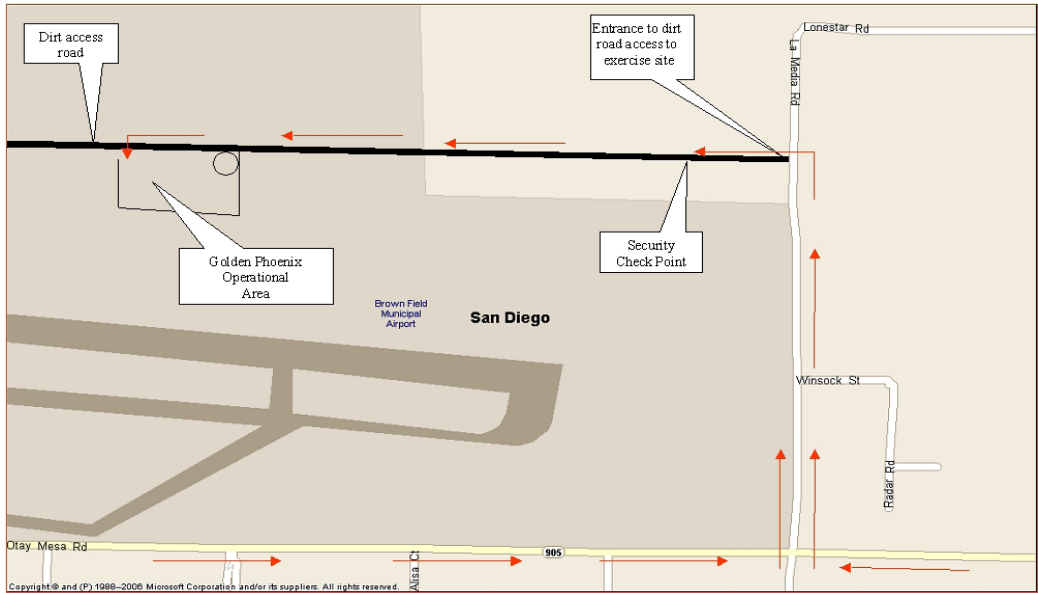 Dirt access
road
Entrance to dirt
road access to
exercise site
Lonestar Rd
La Media Rd
Security
Check Point
Golden Phoenix
Operational
Area
Brown Field
Municipal
Airport
San Diego
Winsock St
Radar Rd
Otay Mesa Rd
905
Alisa Ct
Copyright © and (P) 1988–2006 Microsoft Corporation and/or its suppliers. All rights reserved.